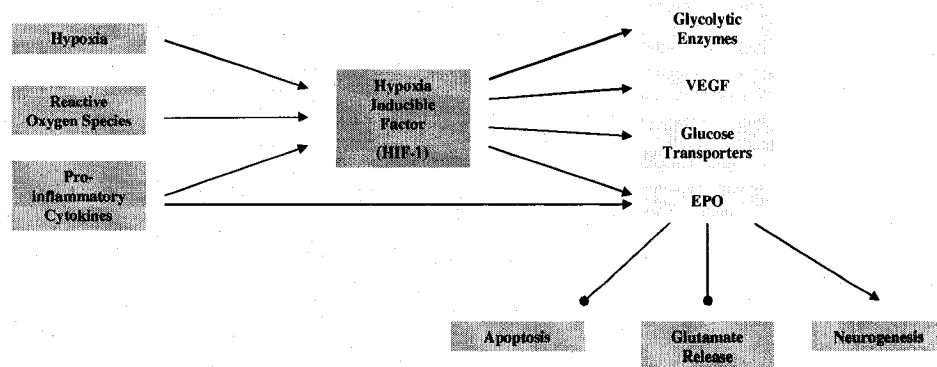 Hypoxia
Reactive
Oxygen Species
Pro-
inflammatory
Cytokines
Hypoxia
Inducible
Factor
(HIF-1)
Glycolytic
Enzymes
VEGF
Glucose
Transporters
EPO
Apoptosis
Glutamate
Release
Neurogenesis